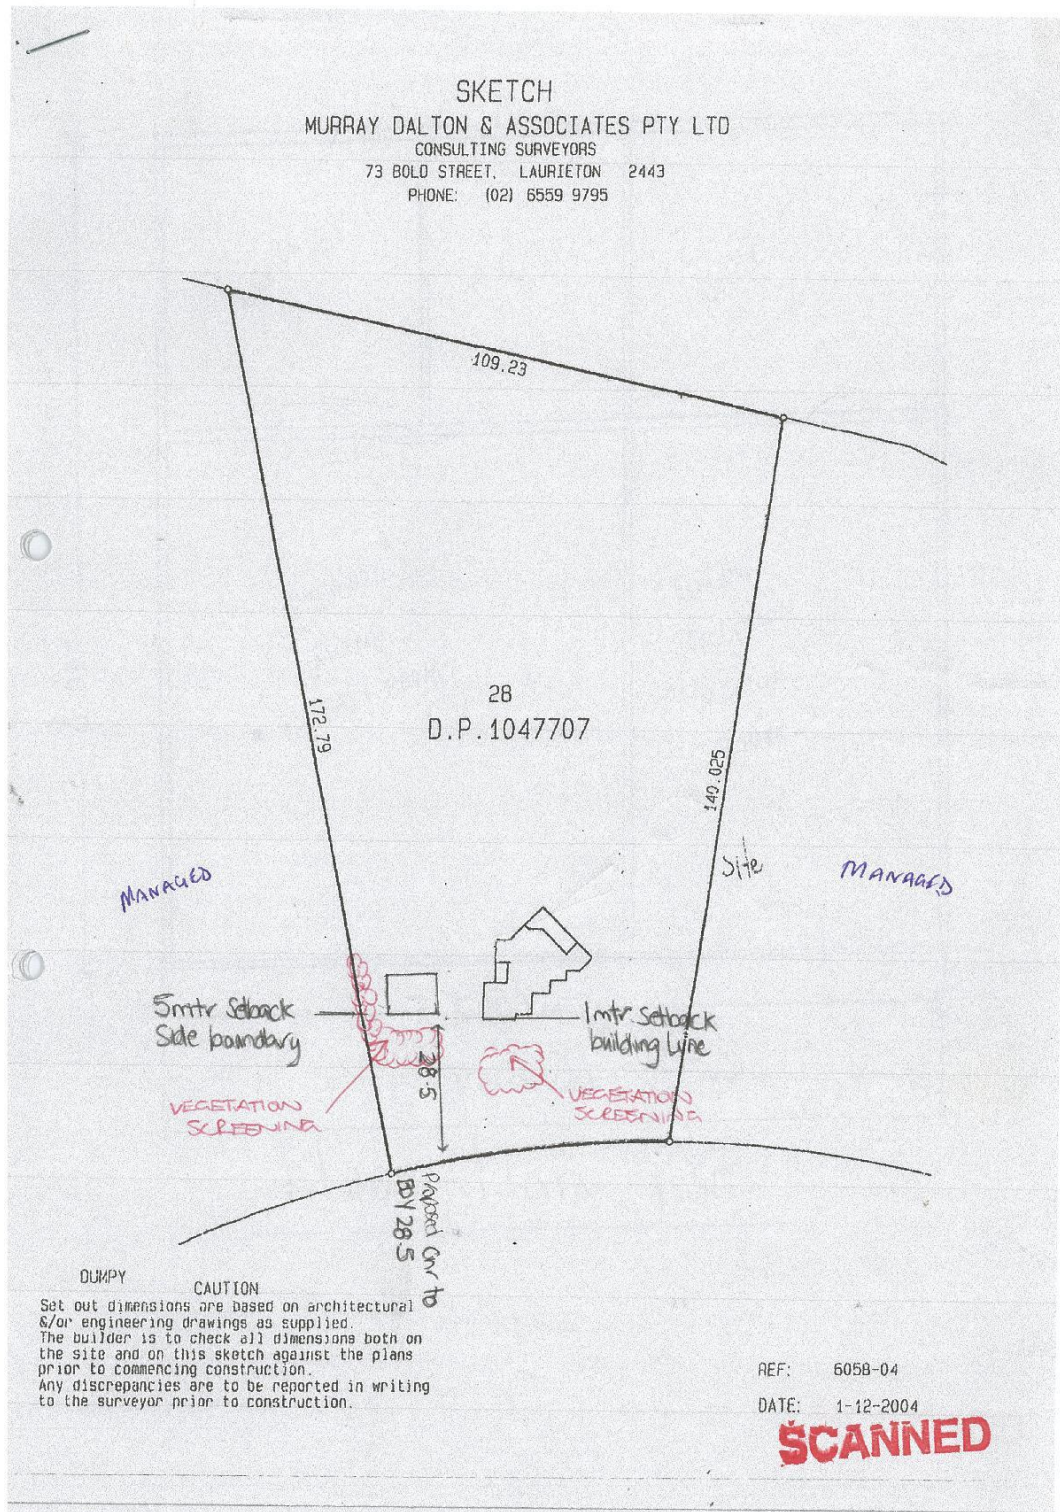 SKETCH
MURRAY DALTON & ASSOCIATES PTY LTD
CONSULTING SURVEYORS
73 BOLD STREET, LAURIETON 2443
PHONE: (02) 6559 9795
109.23
172.79
28
D.P.1047707
140.025
Site
MANAGED
MANAGED
5mtr Setback
Side boundary
1mtr Setback
building Line
28.5
VEGETATION
SCREENING
VEGETATION
SCREENING
Proposed Cnr to
BDY 28.5
DUMPY
CAUTION
Set out dimensions are based on architectural
&/or engineering drawings as supplied.
The builder is to check all dimensions both on
the site and on this sketch against the plans
prior to commencing construction.
Any discrepancies are to be reported in writing
to the surveyor prior to construction.
REF: 6058-04
DATE: 1-12-2004
SCANNED